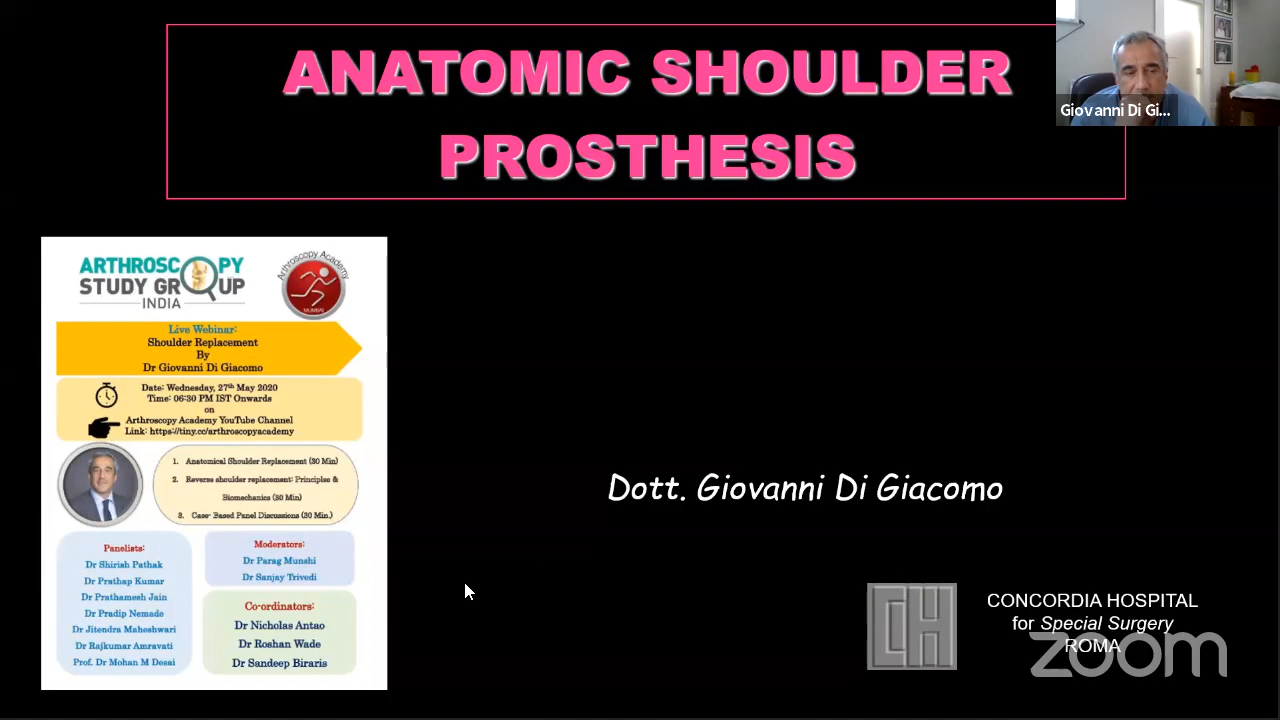 ANATOMIC SHOULDER
PROSTHESIS
Giovanni Di Gi...
ARTHROSCOPY
STUDY GROUP
INDIA
Arthroscopy Academy
MUMBAI
Live Webinar:
Shoulder Replacement
By
Dr Giovanni Di Giacomo
Date: Wednesday, 27th May 2020
Time: 06:30 PM IST Onwards
on
Arthroscopy Academy YouTube Channel
Link: https://tiny.cc/arthroscopyacademy
1. Anatomical Shoulder Replacement (30 Min)
2. Reverse shoulder replacement: Principles &
Biomechanics (30 Min)
3. Case- Based Panel Discussions (30 Min.)
Panelists:
Dr Shirish Pathak
Dr Prathap Kumar
Dr Prathamesh Jain
Dr Pradip Nemade
Dr Jitendra Maheshwari
Dr Rajkumar Amravati
Prof. Dr Mohan M Desai
Moderators:
Dr Parag Munshi
Dr Sanjay Trivedi
Co-ordinators:
Dr Nicholas Antao
Dr Roshan Wade
Dr Sandeep Biraris
Dott. Giovanni Di Giacomo
CH
CONCORDIA HOSPITAL
for Special Surgery
ROMA
zoom